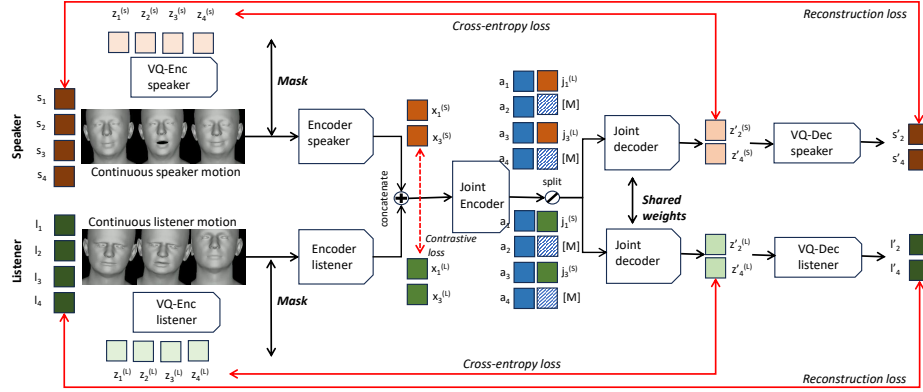 z₁⁽ˢ⁾ z₂⁽ˢ⁾ z₃⁽ˢ⁾ z₄⁽ˢ⁾
Cross-entropy loss
Reconstruction loss
VQ-Enc
speaker
Mask
Speaker
s₁
s₂
s₃
s₄
Continuous speaker motion
Encoder
speaker
x₁⁽ˢ⁾
x₃⁽ˢ⁾
concatenate
Contrastive
loss
Joint
Encoder
a₁ j₁⁽ᴸ⁾
a₂ [M]
a₃ j₃⁽ᴸ⁾
a₄ [M]
split
Joint
decoder
z'₂⁽ˢ⁾
z'₄⁽ˢ⁾
VQ-Dec
speaker
s'₂
s'₄
Shared
weights
Listener
l₁
l₂
l₃
l₄
Continuous listener motion
Encoder
listener
x₁⁽ᴸ⁾
x₃⁽ᴸ⁾
a₁ j₁⁽ˢ⁾
a₂ [M]
a₃ j₃⁽ˢ⁾
a₄ [M]
Joint
decoder
z'₂⁽ᴸ⁾
z'₄⁽ᴸ⁾
VQ-Dec
listener
l'₂
l'₄
Mask
VQ-Enc
listener
z₁⁽ᴸ⁾ z₂⁽ᴸ⁾ z₃⁽ᴸ⁾ z₄⁽ᴸ⁾
Cross-entropy loss
Reconstruction loss